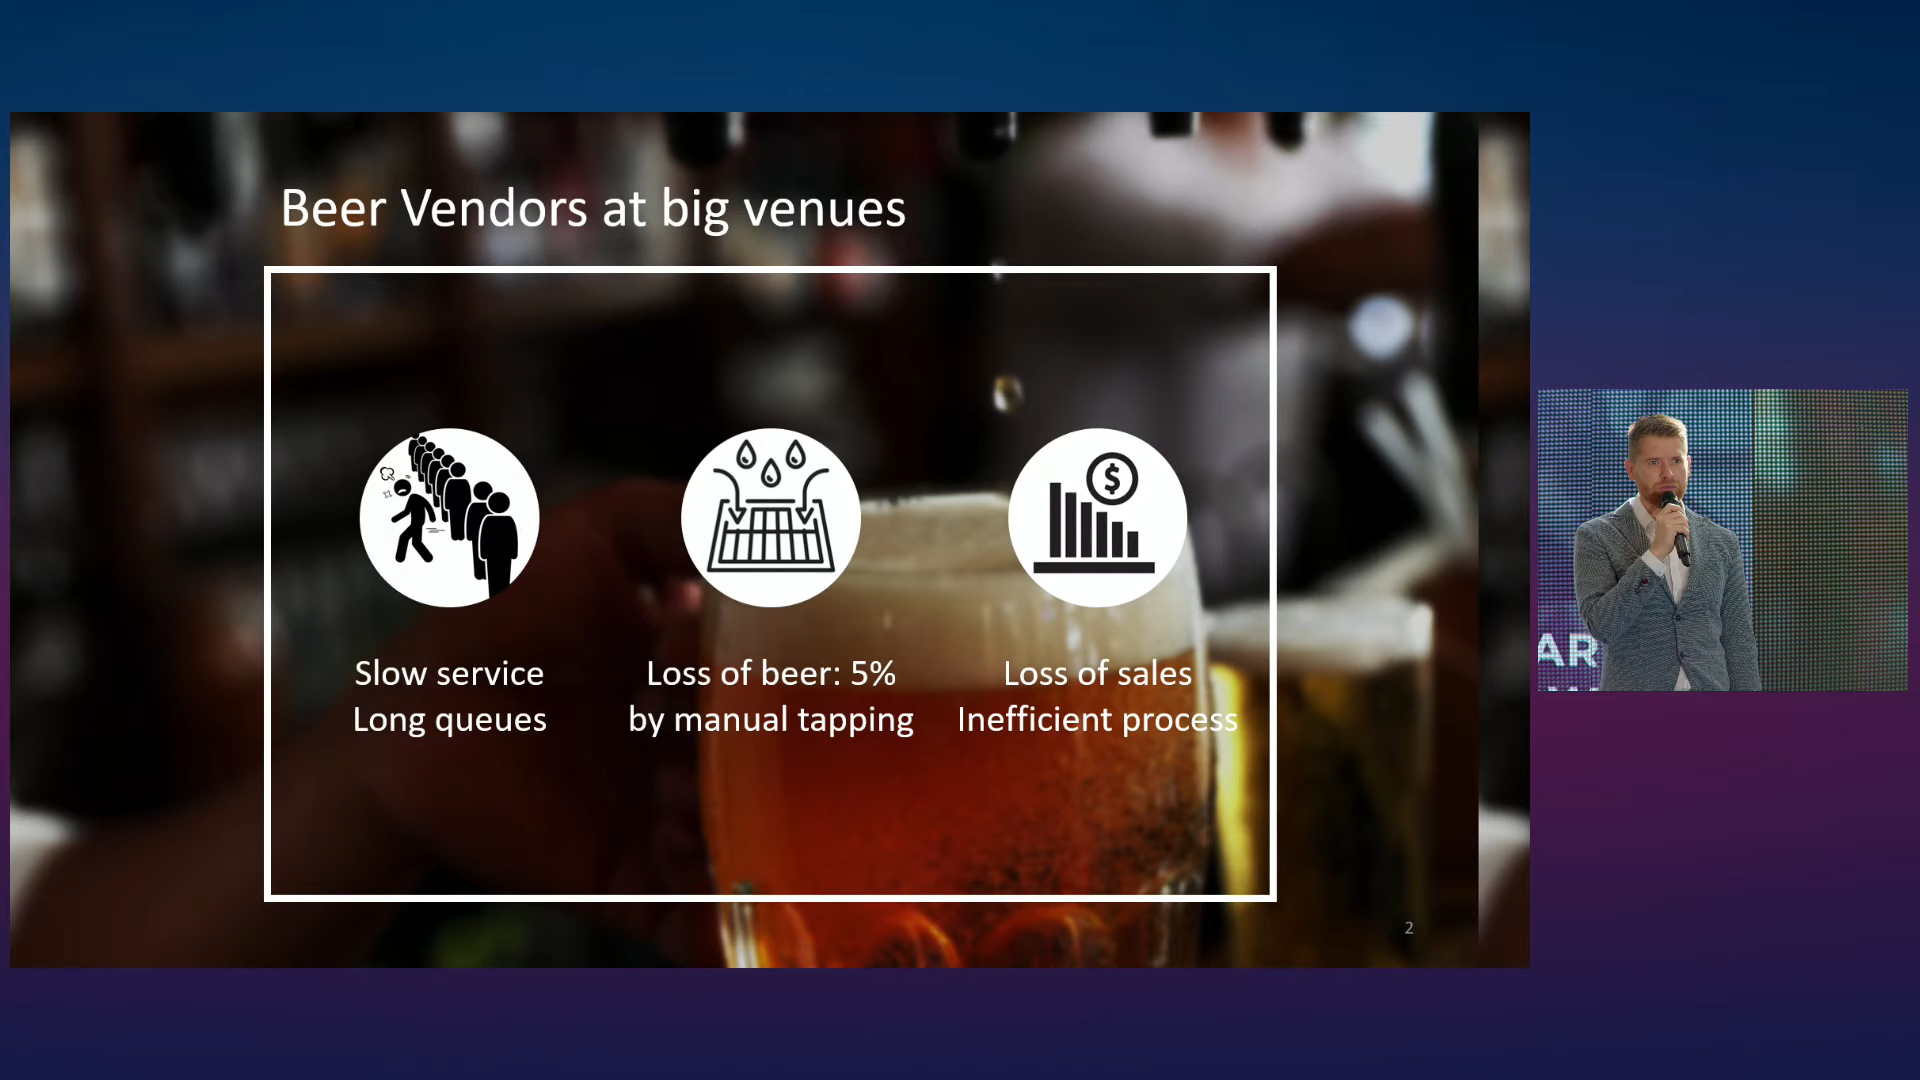 Beer Vendors at big venues
$
Slow service
Long queues
Loss of beer: 5%
by manual tapping
Loss of sales
Inefficient process
2
AR